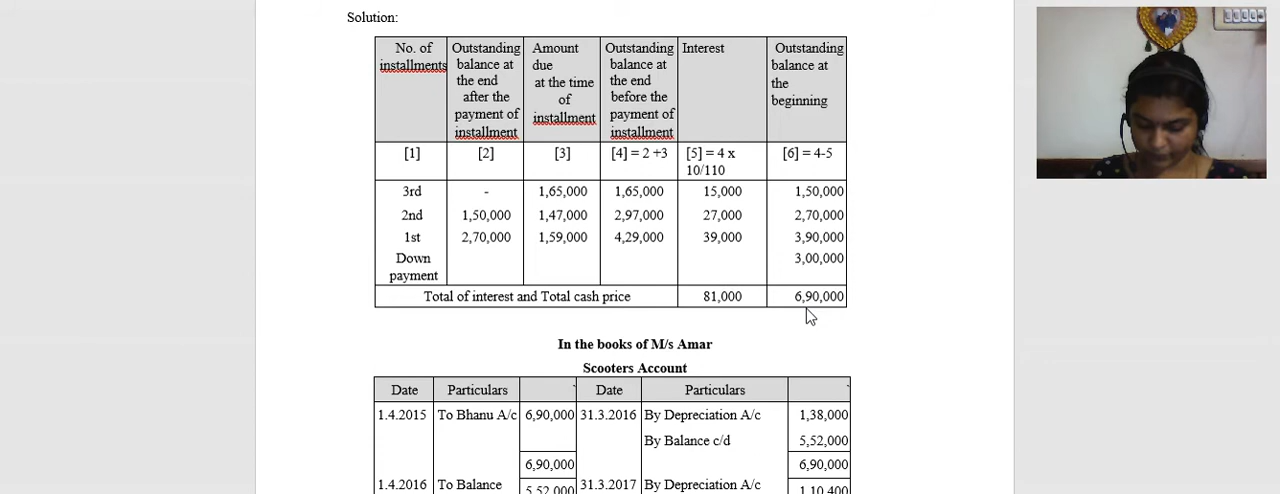 Solution:
No. of installments | Outstanding balance at the end after the payment of installment | Amount due at the time of installment | Outstanding balance at the end before the payment of installment | Interest | Outstanding balance at the beginning
[1] | [2] | [3] | [4] = 2 +3 | [5] = 4 x 10/110 | [6] = 4-5
3rd | - | 1,65,000 | 1,65,000 | 15,000 | 1,50,000
2nd | 1,50,000 | 1,47,000 | 2,97,000 | 27,000 | 2,70,000
1st | 2,70,000 | 1,59,000 | 4,29,000 | 39,000 | 3,90,000
Down payment | 3,00,000
Total of interest and Total cash price | 81,000 | 6,90,000
In the books of M/s Amar
Scooters Account
Date | Particulars | ` | Date | Particulars | `
1.4.2015 | To Bhanu A/c | 6,90,000 | 31.3.2016 | By Depreciation A/c | 1,38,000
By Balance c/d | 5,52,000
6,90,000 | 6,90,000
1.4.2016 | To Balance | 5,52,000 | 31.3.2017 | By Depreciation A/c | 1,10,400